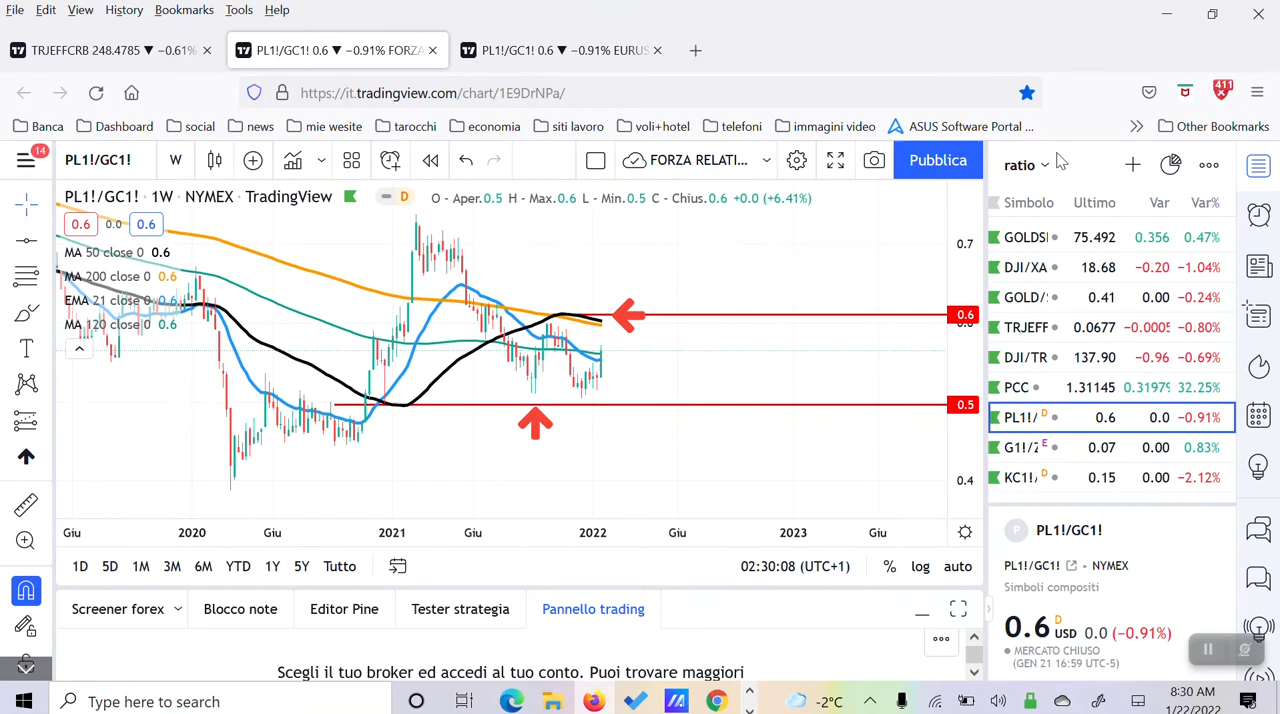 File Edit View History Bookmarks Tools Help
TRJEFFCRB 248.4785 ▼ −0.61%
PL1!/GC1! 0.6 ▼ −0.91% FORZA
PL1!/GC1! 0.6 ▼ −0.91% EURUS
https://it.tradingview.com/chart/1E9DrNPa/
411
Banca Dashboard social news mie wesite tarocchi economia siti lavoro voli+hotel telefoni immagini video ASUS Software Portal ... Other Bookmarks
14
PL1!/GC1! W FORZA RELATI... Pubblica
ratio
PL1!/GC1! · 1W · NYMEX · TradingView D O - Aper.0.5 H - Max.0.6 L - Min.0.5 C - Chius.0.6 +0.0 (+6.41%)
0.6 0.0 0.6
MA 50 close 0 0.6
MA 200 close 0 0.6
EMA 21 close 0 0.6
MA 120 close 0 0.6
0.7
0.6
0.6
0.5
0.4
Giu 2020 Giu 2021 Giu 2022 Giu 2023 Giu
1D 5D 1M 3M 6M YTD 1Y 5Y Tutto 02:30:08 (UTC+1) % log auto
Screener forex Blocco note Editor Pine Tester strategia Pannello trading
Scegli il tuo broker ed accedi al tuo conto. Puoi trovare maggiori
Simbolo Ultimo Var Var%
GOLDSI 75.492 0.356 0.47%
DJI/XA 18.68 −0.20 −1.04%
GOLD/ 0.41 0.00 −0.24%
TRJEFF 0.0677 −0.0005 −0.80%
DJI/TR 137.90 −0.96 −0.69%
PCC 1.31145 0.31979 32.25%
PL1!/ D 0.6 0.0 −0.91%
G1!/Z E 0.07 0.00 0.83%
KC1!/ D 0.15 0.00 −2.12%
P PL1!/GC1!
PL1!/GC1! · NYMEX
Simboli compositi
0.6 D USD 0.0 (−0.91%)
MERCATO CHIUSO
(GEN 21 16:59 UTC-5)
Type here to search
-2°C
8:30 AM
1/22/2022